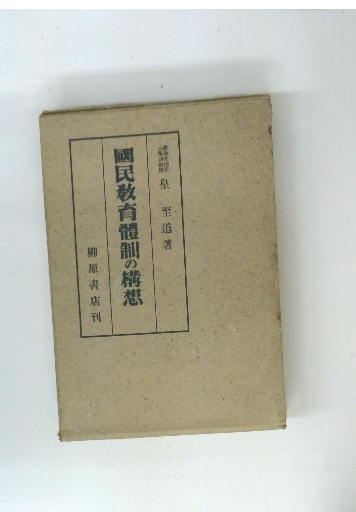 皇 至道著
國民教育體制の構想
柳原書店刊